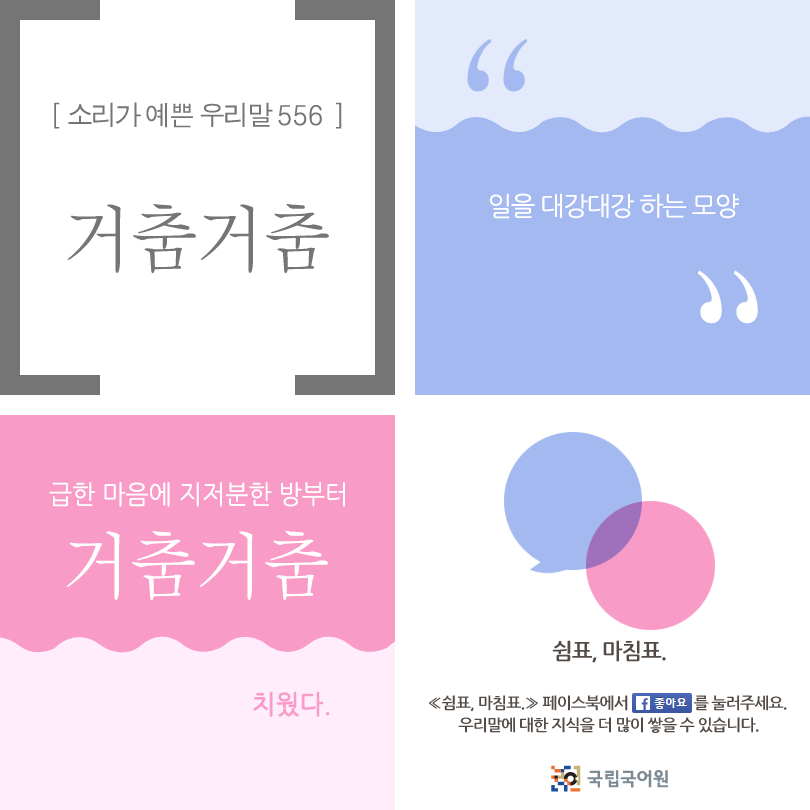 [ 소리가 예쁜 우리말 556 ]
거춤거춤
“
일을 대강대강 하는 모양
”
급한 마음에 지저분한 방부터
거춤거춤
치웠다.
쉼표, 마침표.
≪쉼표, 마침표.≫ 페이스북에서 f 좋아요 를 눌러주세요.
우리말에 대한 지식을 더 많이 쌓을 수 있습니다.
국립국어원